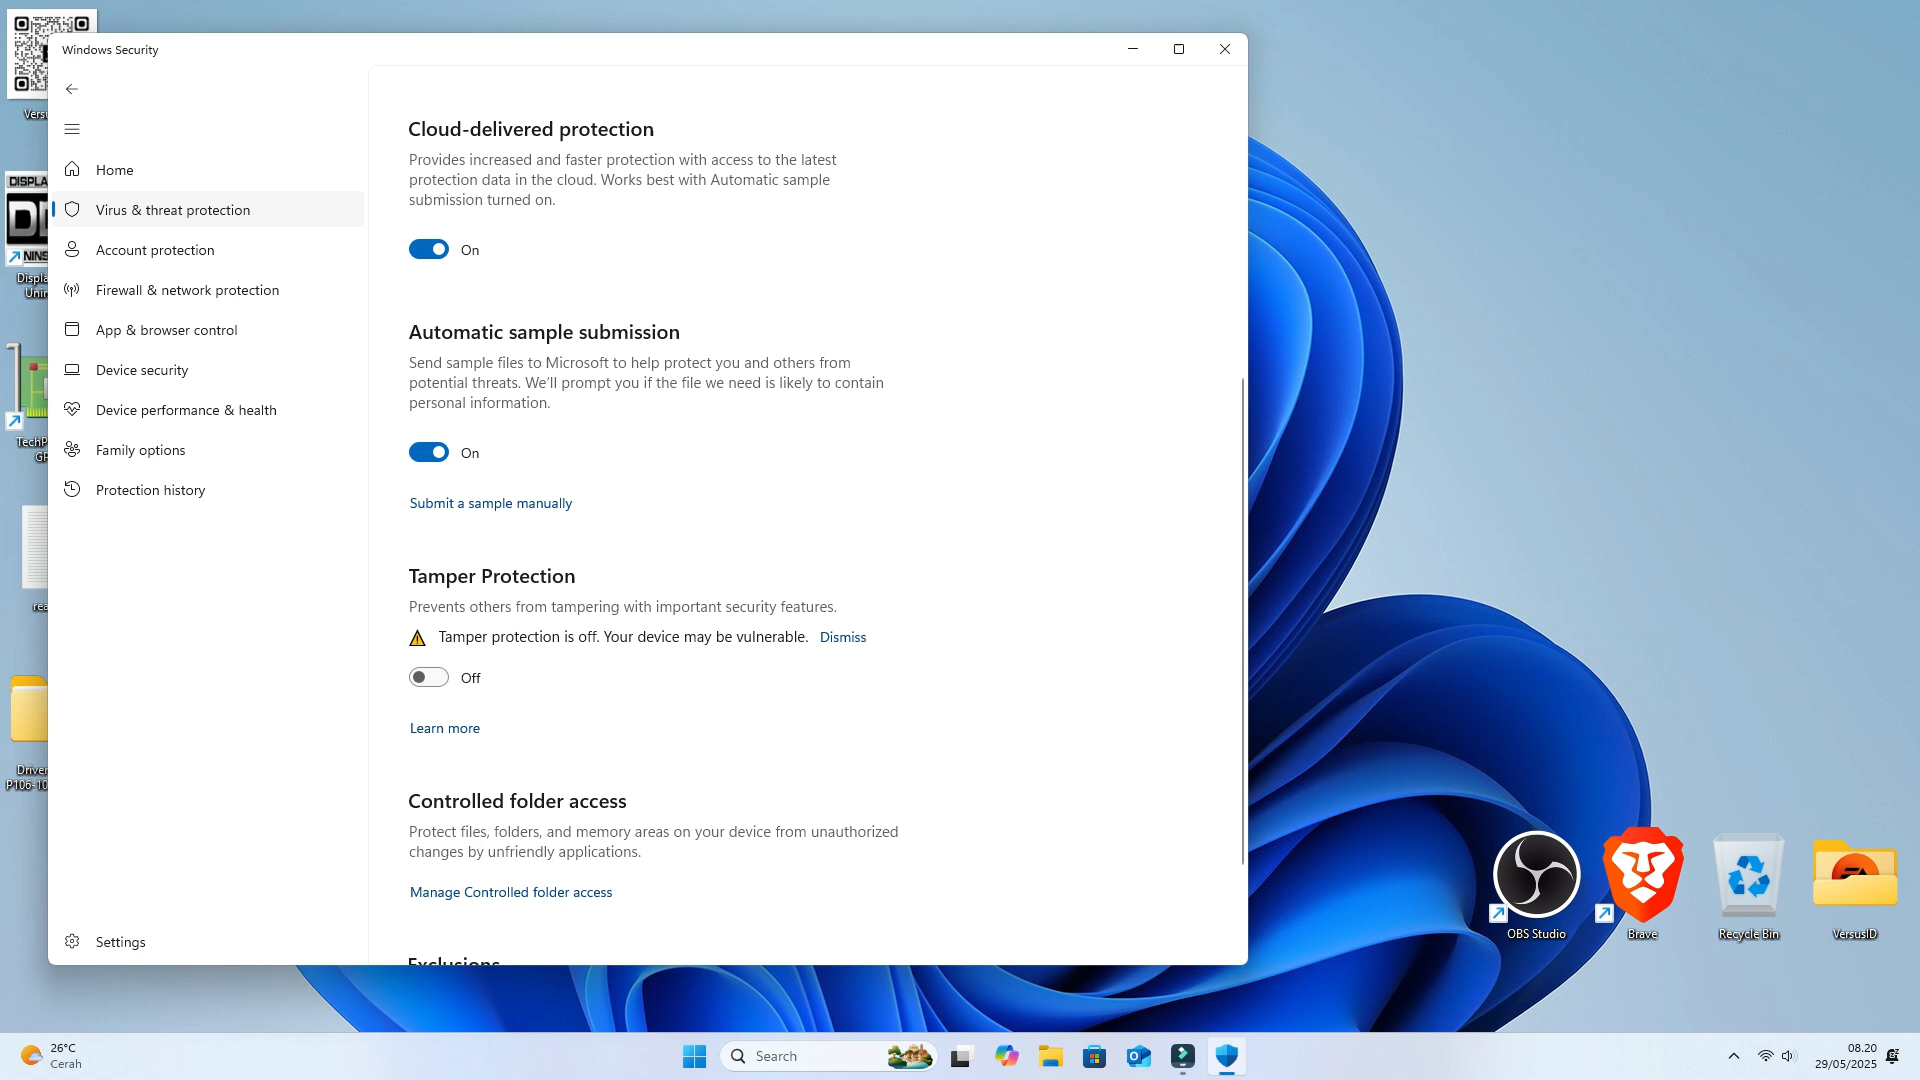 Windows Security
Home
Virus & threat protection
Account protection
Firewall & network protection
App & browser control
Device security
Device performance & health
Family options
Protection history
Settings
Cloud-delivered protection
Provides increased and faster protection with access to the latest
protection data in the cloud. Works best with Automatic sample
submission turned on.
On
Automatic sample submission
Send sample files to Microsoft to help protect you and others from
potential threats. We’ll prompt you if the file we need is likely to contain
personal information.
On
Submit a sample manually
Tamper Protection
Prevents others from tampering with important security features.
Tamper protection is off. Your device may be vulnerable. Dismiss
Off
Learn more
Controlled folder access
Protect files, folders, and memory areas on your device from unauthorized
changes by unfriendly applications.
Manage Controlled folder access
Exclusions
OBS Studio
Brave
Recycle Bin
VersusID
26°C
Cerah
Search
08.20
29/05/2025